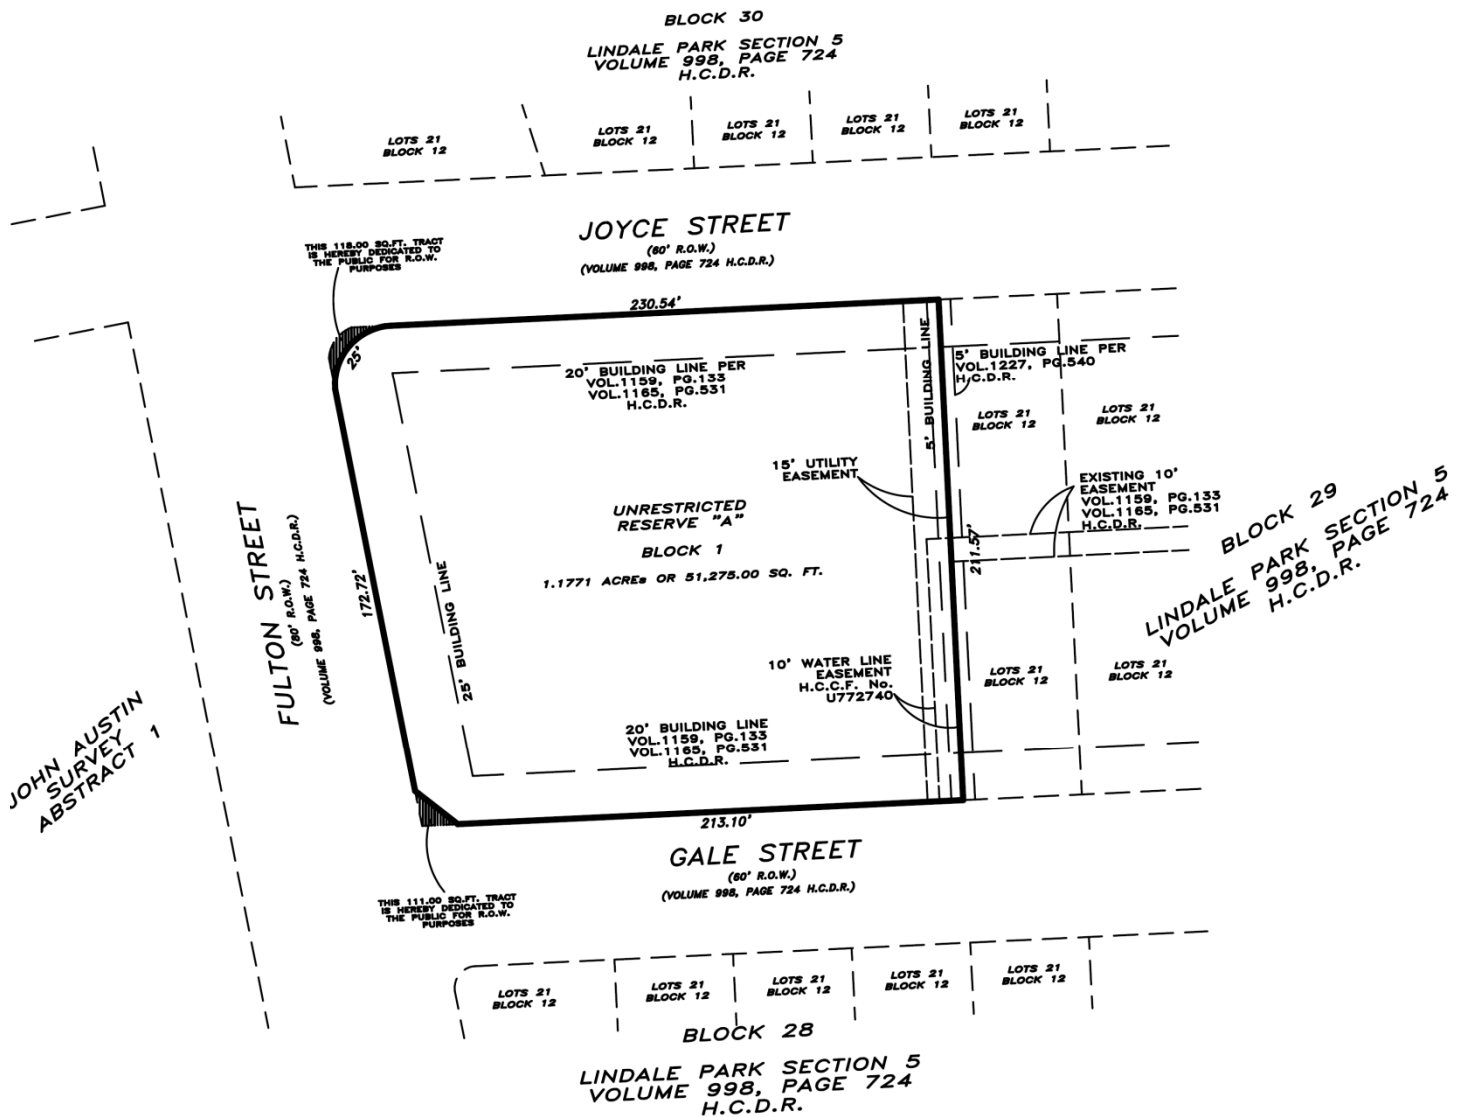 BLOCK 30
LINDALE PARK SECTION 5
VOLUME 998, PAGE 724
H.C.D.R.
LOTS 21
BLOCK 12
LOTS 21
BLOCK 12
LOTS 21
BLOCK 12
LOTS 21
BLOCK 12
LOTS 21
BLOCK 12
JOYCE STREET
(60' R.O.W.)
(VOLUME 998, PAGE 724 H.C.D.R.)
THIS 118.00 SQ.FT. TRACT
IS HEREBY DEDICATED TO
THE PUBLIC FOR R.O.W.
PURPOSES
230.54'
25'
20' BUILDING LINE PER
VOL.1159, PG.133
VOL.1165, PG.531
H.C.D.R.
5' BUILDING LINE
5' BUILDING LINE PER
VOL.1227, PG.540
H.C.D.R.
LOTS 21
BLOCK 12
LOTS 21
BLOCK 12
15' UTILITY
EASEMENT
EXISTING 10'
EASEMENT
VOL.1159, PG.133
VOL.1165, PG.531
H.C.D.R.
UNRESTRICTED
RESERVE "A"
BLOCK 1
1.1771 ACREs OR 51,275.00 SQ. FT.
211.57'
BLOCK 29
LINDALE PARK SECTION 5
VOLUME 998, PAGE 724
H.C.D.R.
FULTON STREET
(80' R.O.W.)
(VOLUME 998, PAGE 724 H.C.D.R.)
172.72'
25' BUILDING LINE
10' WATER LINE
EASEMENT
H.C.C.F. No.
U772740
LOTS 21
BLOCK 12
LOTS 21
BLOCK 12
JOHN AUSTIN
SURVEY
ABSTRACT 1
20' BUILDING LINE
VOL.1159, PG.133
VOL.1165, PG.531
H.C.D.R.
213.10'
GALE STREET
(60' R.O.W.)
(VOLUME 998, PAGE 724 H.C.D.R.)
THIS 111.00 SQ.FT. TRACT
IS HEREBY DEDICATED TO
THE PUBLIC FOR R.O.W.
PURPOSES
LOTS 21
BLOCK 12
LOTS 21
BLOCK 12
LOTS 21
BLOCK 12
LOTS 21
BLOCK 12
LOTS 21
BLOCK 12
BLOCK 28
LINDALE PARK SECTION 5
VOLUME 998, PAGE 724
H.C.D.R.